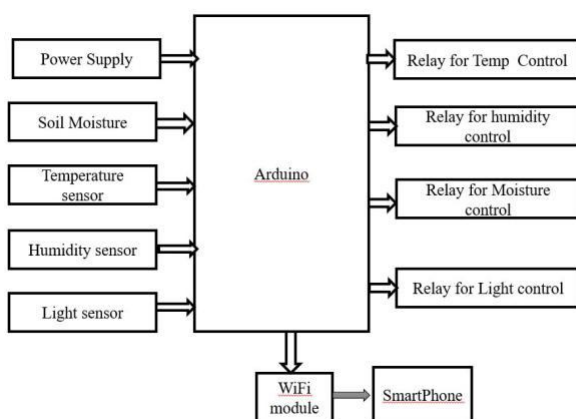 Power Supply
Soil Moisture
Temperature
sensor
Humidity sensor
Light sensor
Arduino
Relay for Temp Control
Relay for humidity
control
Relay for Moisture
control
Relay for Light control
WiFi
module
SmartPhone